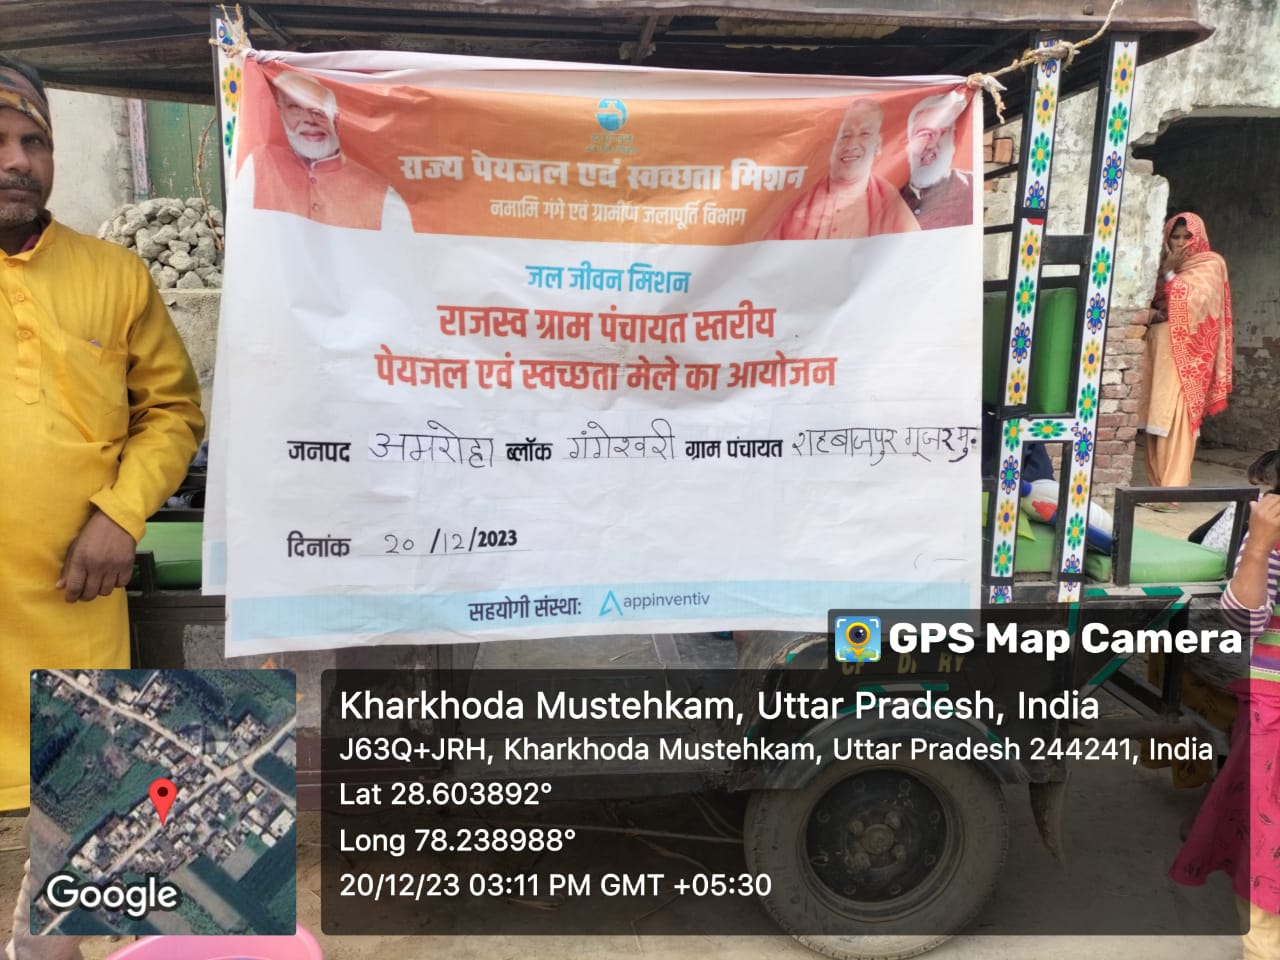 राज्य पेयजल एवं स्वच्छता मिशन
नमामि गंगे एवं ग्रामीण जलापूर्ति विभाग
जल जीवन मिशन
राजस्व ग्राम पंचायत स्तरीय
पेयजल एवं स्वच्छता मेले का आयोजन
जनपद अमरोहा ब्लॉक गंगेश्वरी ग्राम पंचायत शहबाजपुर गूजर मु.
दिनांक 20/12/2023
सहयोगी संस्था: appinventiv
GPS Map Camera
Kharkhoda Mustehkam, Uttar Pradesh, India
J63Q+JRH, Kharkhoda Mustehkam, Uttar Pradesh 244241, India
Lat 28.603892°
Long 78.238988°
20/12/23 03:11 PM GMT +05:30
Google